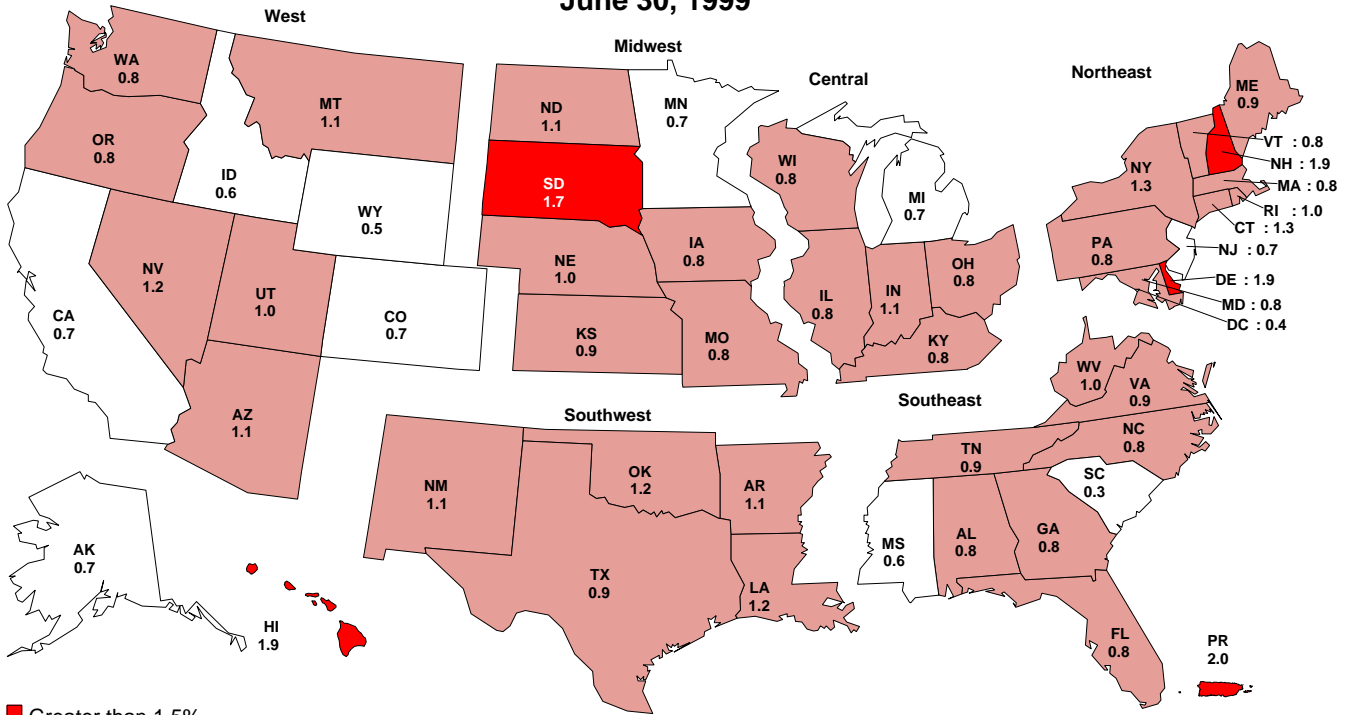 June 30, 1999
West
Midwest
Central
Northeast
WA
0.8
MT
1.1
OR
0.8
ID
0.6
WY
0.5
NV
1.2
UT
1.0
CA
0.7
CO
0.7
AZ
1.1
AK
0.7
HI
1.9
ND
1.1
MN
0.7
SD
1.7
NE
1.0
IA
0.8
KS
0.9
MO
0.8
WI
0.8
MI
0.7
IL
0.8
IN
1.1
OH
0.8
KY
0.8
ME
0.9
VT : 0.8
NH : 1.9
NY
1.3
MA : 0.8
RI : 1.0
CT : 1.3
PA
0.8
NJ : 0.7
DE : 1.9
MD : 0.8
DC : 0.4
Southwest
NM
1.1
OK
1.2
AR
1.1
TX
0.9
LA
1.2
Southeast
WV
1.0
VA
0.9
TN
0.9
NC
0.8
SC
0.3
MS
0.6
AL
0.8
GA
0.8
FL
0.8
PR
2.0
Greater than 1.5%